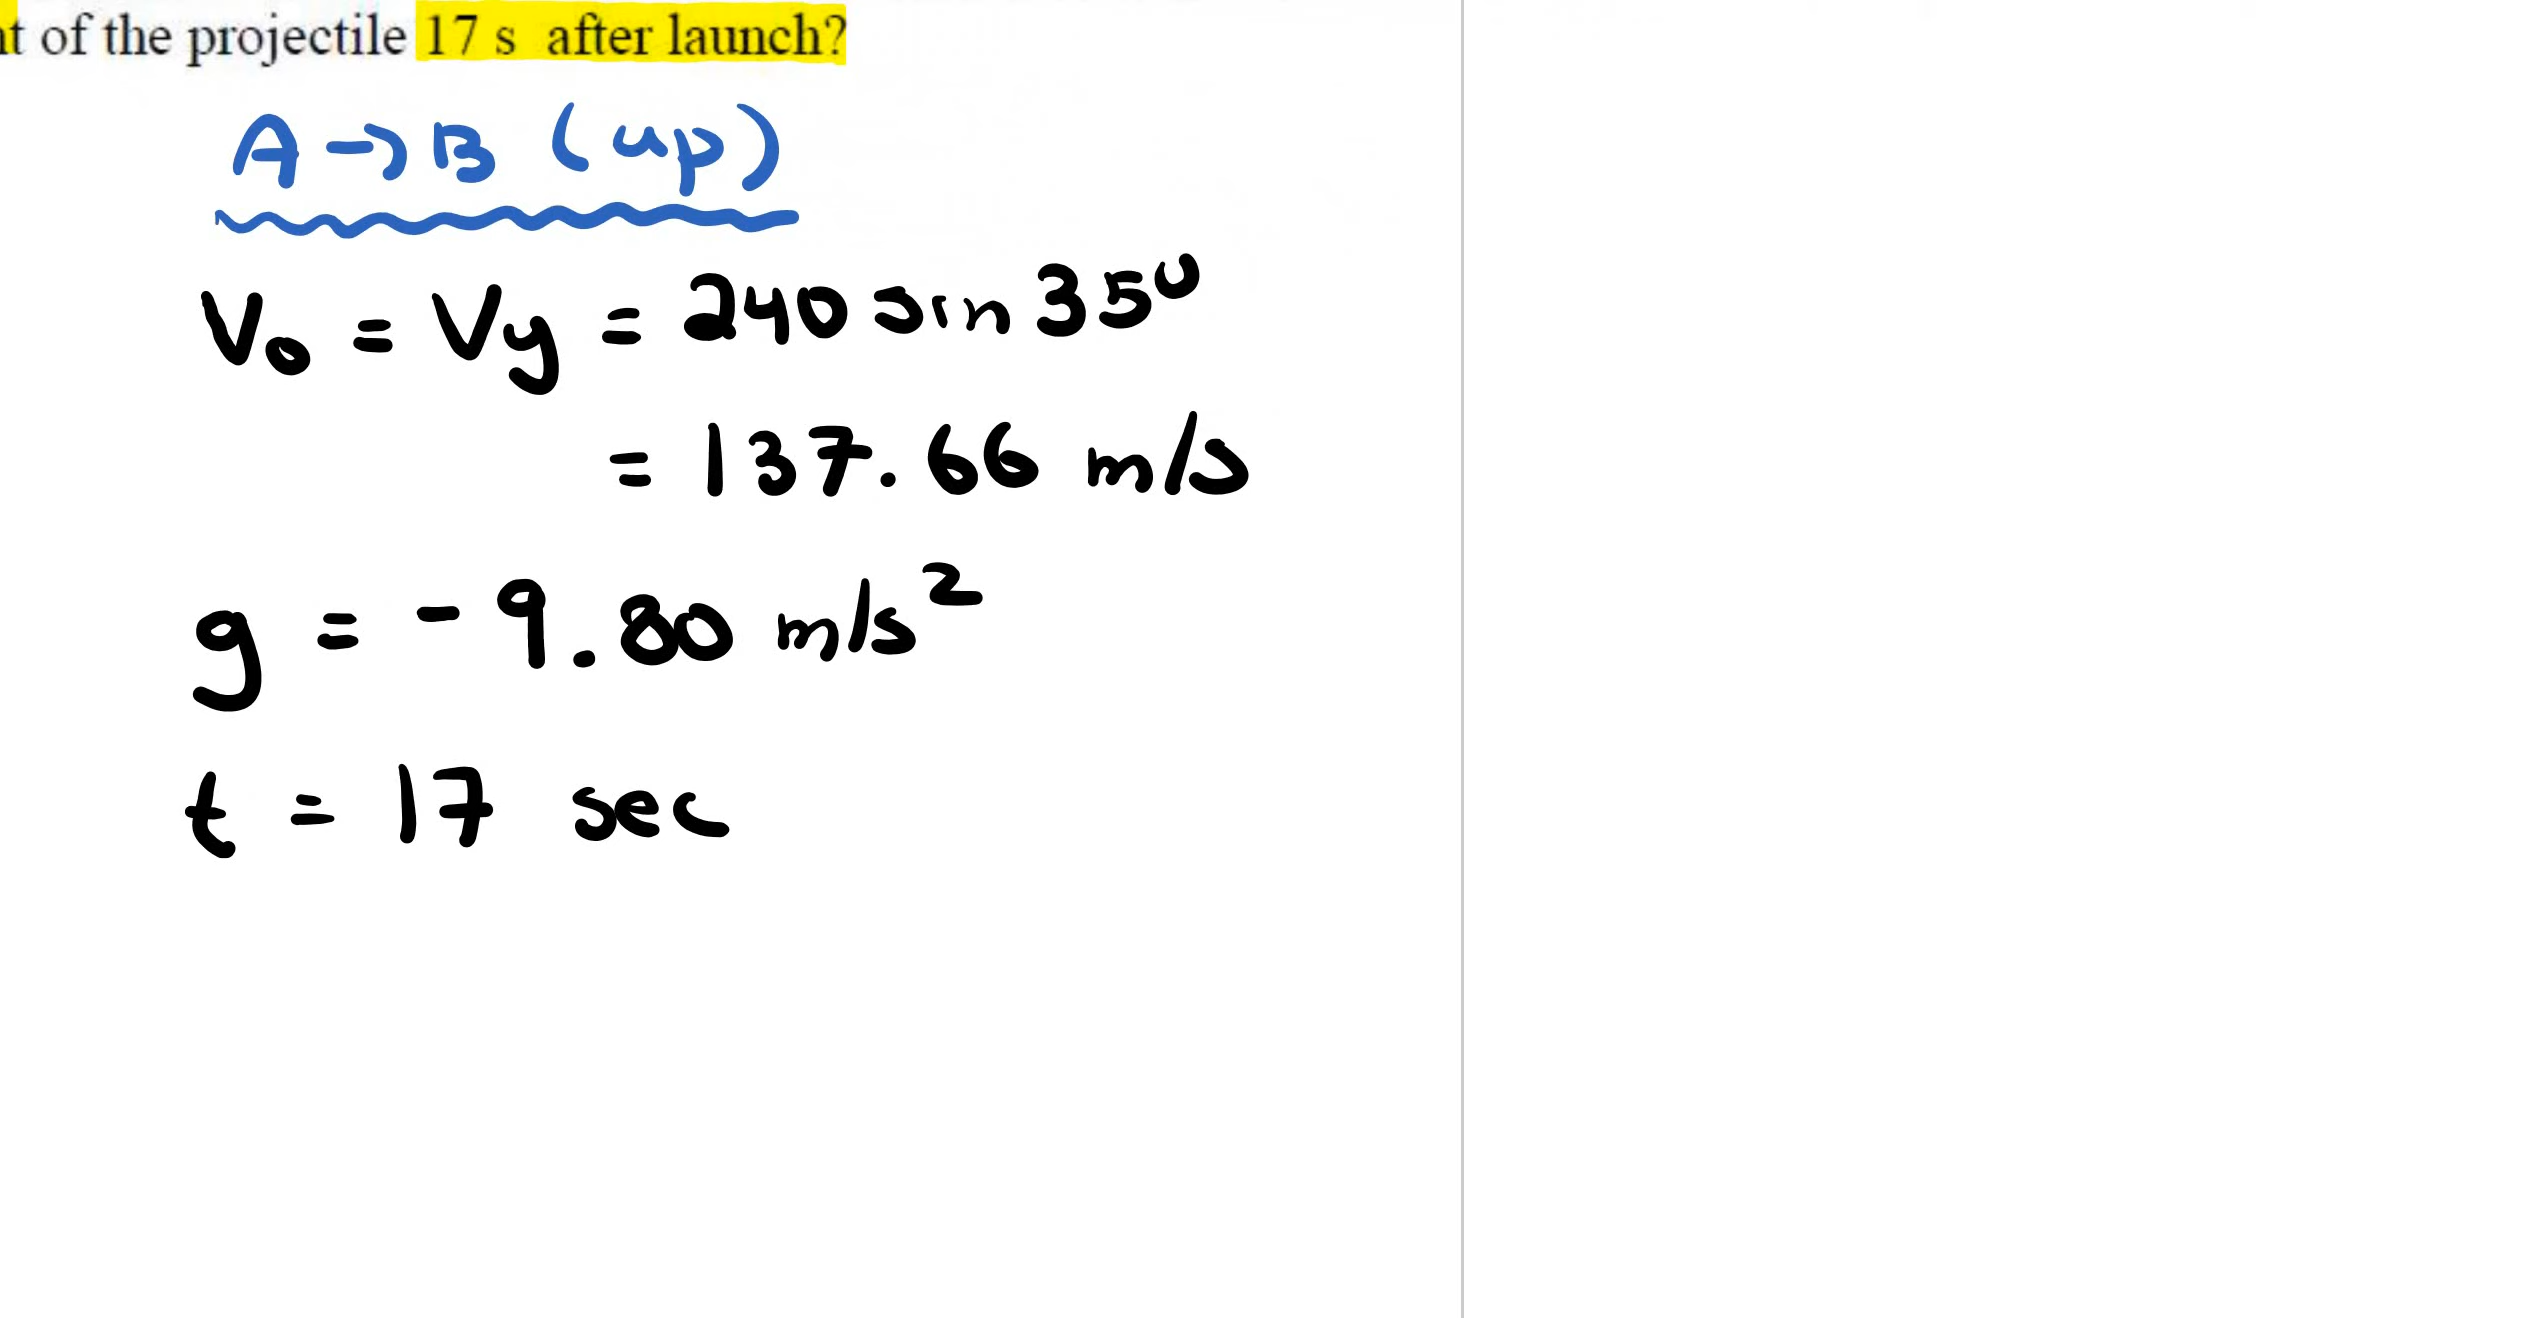 t of the projectile 17 s after launch?
A → B (up)
V₀ = Vy = 240 sin 35°
= 137.66 m/s
g = -9.80 m/s²
t = 17 sec